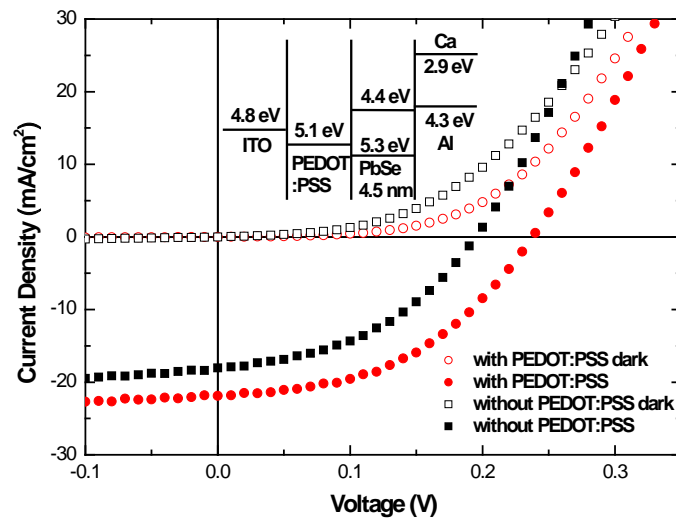 30
20
10
0
-10
-20
-30
Current Density (mA/cm²)
Ca
2.9 eV
4.8 eV
4.4 eV
5.1 eV
4.3 eV
ITO
5.3 eV
Al
PEDOT
PbSe
:PSS
4.5 nm
with PEDOT:PSS dark
with PEDOT:PSS
without PEDOT:PSS dark
without PEDOT:PSS
-0.1
0.0
0.1
0.2
0.3
Voltage (V)